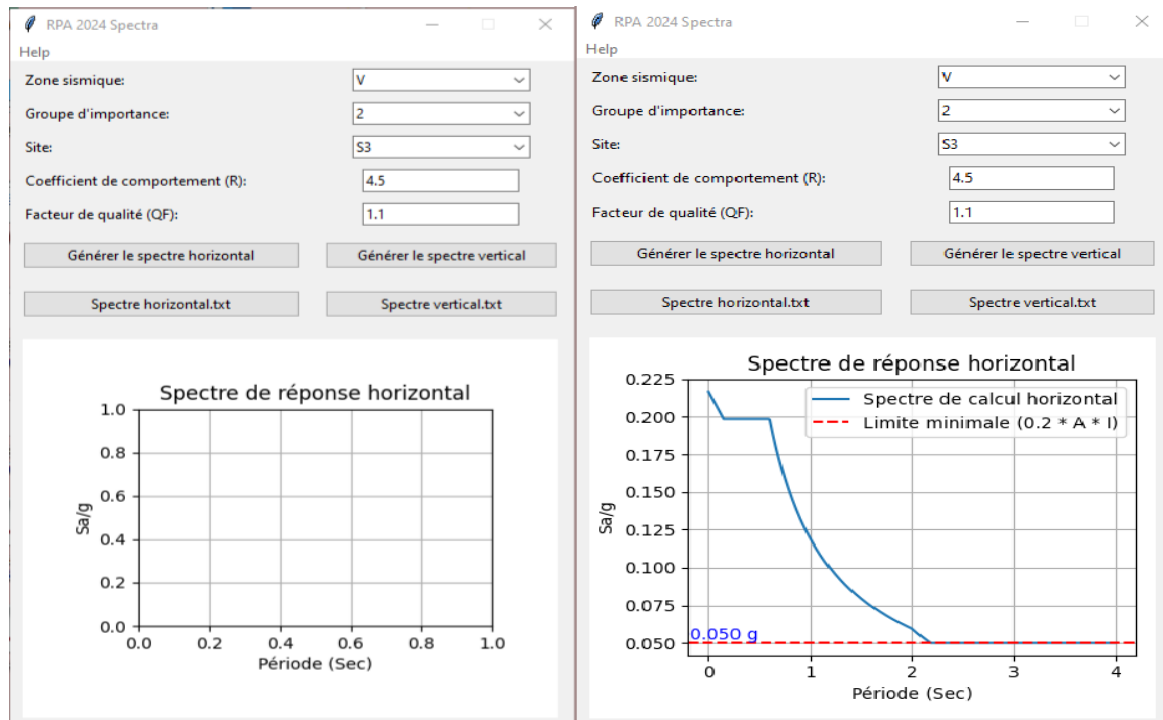 RPA 2024 Spectra
Help
Zone sismique:
V
Groupe d'importance:
2
Site:
S3
Coefficient de comportement (R):
4.5
Facteur de qualité (QF):
1.1
Générer le spectre horizontal
Générer le spectre vertical
Spectre horizontal.txt
Spectre vertical.txt
Spectre de réponse horizontal
1.0
0.8
0.6
0.4
0.2
0.0
Sa/g
0.0 0.2 0.4 0.6 0.8 1.0
Période (Sec)
RPA 2024 Spectra
Help
Zone sismique:
V
Groupe d'importance:
2
Site:
S3
Coefficient de comportement (R):
4.5
Facteur de qualité (QF):
1.1
Générer le spectre horizontal
Générer le spectre vertical
Spectre horizontal.txt
Spectre vertical.txt
Spectre de réponse horizontal
Spectre de calcul horizontal
Limite minimale (0.2 * A * I)
0.225
0.200
0.175
0.150
0.125
0.100
0.075
0.050
0.050 g
Sa/g
0 1 2 3 4
Période (Sec)